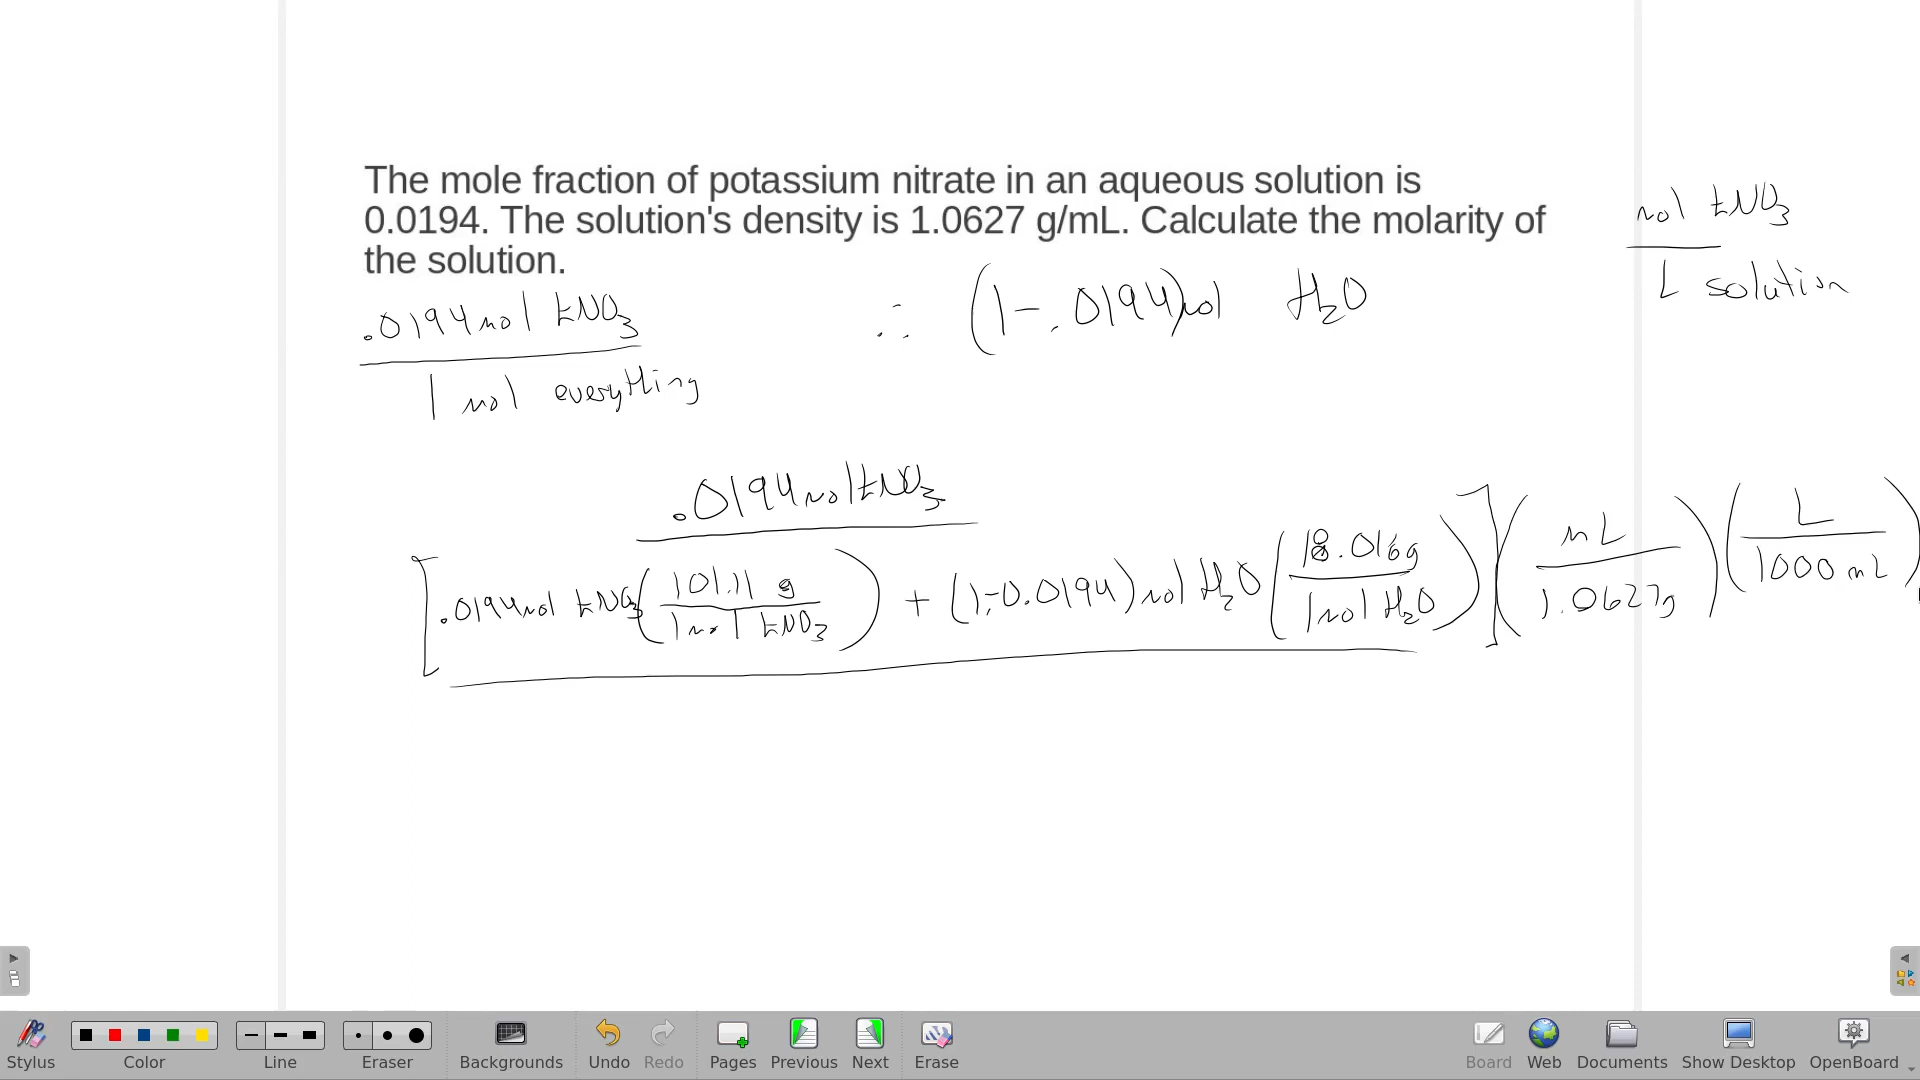 The mole fraction of potassium nitrate in an aqueous solution is
0.0194. The solution's density is 1.0627 g/mL. Calculate the molarity of
the solution.
mol KNO3
L solution
.0194 mol KNO3
1 mol everything
∴ (1-.0194)mol H2O
.0194 mol KNO3
[.0194 mol KNO3 (101.11 g / 1 mol KNO3) + (1-0.0194) mol H2O (18.016g / 1 mol H2O)] (mL / 1.0627g) (L / 1000 mL)
Stylus Color Line Eraser Backgrounds Undo Redo Pages Previous Next Erase Board Web Documents Show Desktop OpenBoard